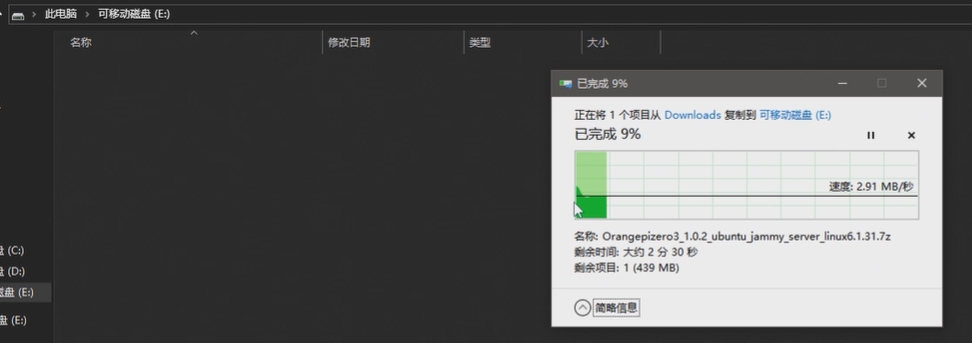 此电脑 › 可移动磁盘 (E:)
名称 修改日期 类型 大小
已完成 9%
正在将 1 个项目从 Downloads 复制到 可移动磁盘 (E:)
已完成 9%
速度: 2.91 MB/秒
名称: Orangepizero3_1.0.2_ubuntu_jammy_server_linux6.1.31.7z
剩余时间: 大约 2 分 30 秒
剩余项目: 1 (439 MB)
简略信息
盘 (C:)
盘 (D:)
磁盘 (E:)
盘 (E:)